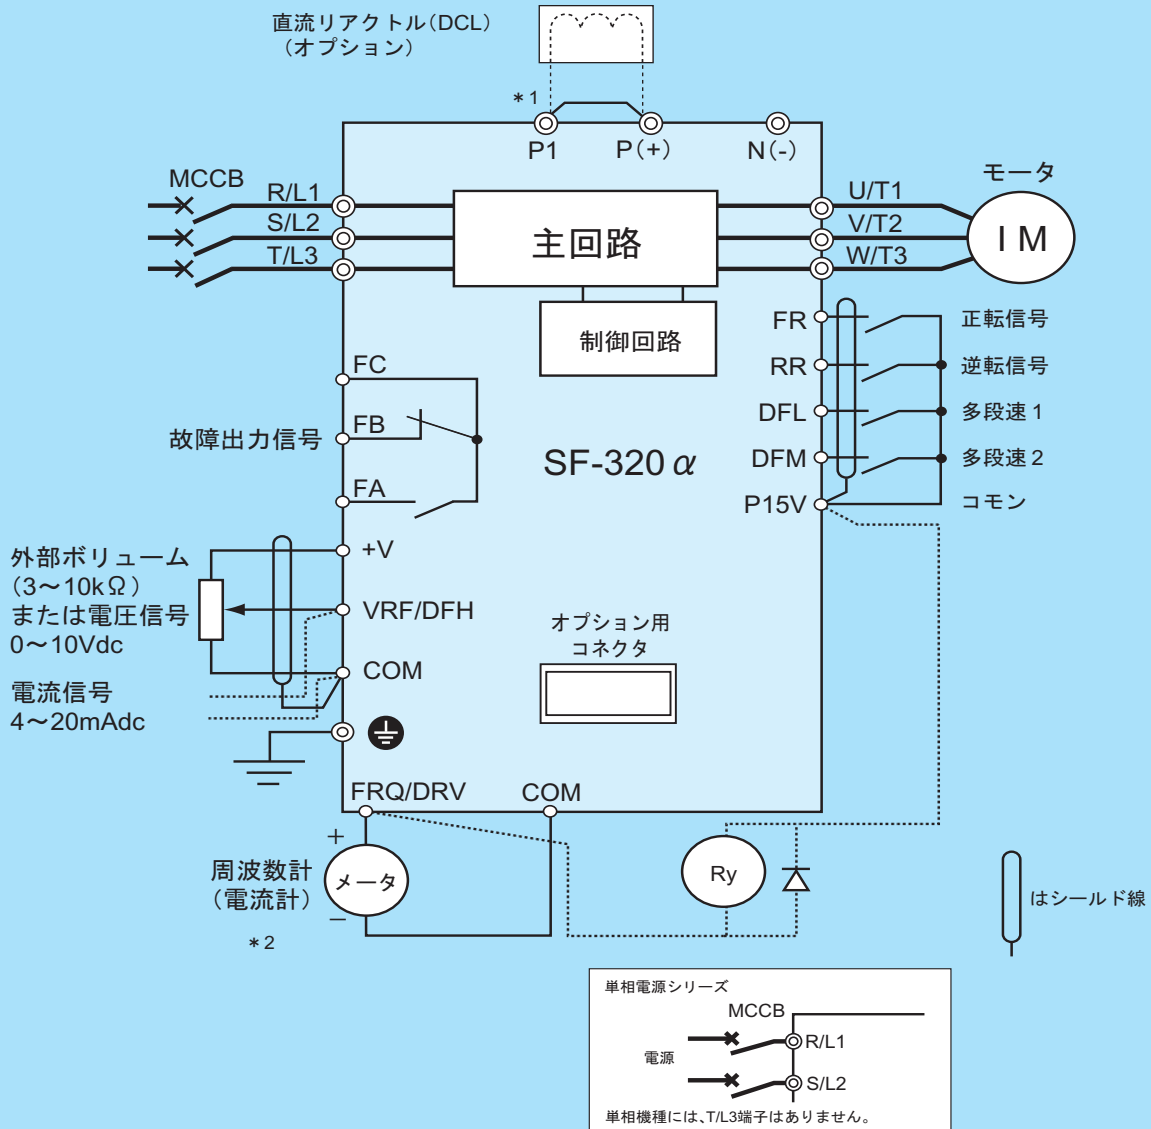 直流リアクトル(DCL)
(オプション)
*1
P1
P(+)
N(-)
MCCB
R/L1
S/L2
T/L3
主回路
制御回路
U/T1
V/T2
W/T3
モータ
IM
FR
正転信号
RR
逆転信号
DFL
多段速1
DFM
多段速2
P15V
コモン
FC
故障出力信号
FB
FA
SF-320α
外部ボリューム
(3～10kΩ)
または電圧信号
0～10Vdc
電流信号
4～20mAdc
+V
VRF/DFH
COM
オプション用
コネクタ
FRQ/DRV
COM
+
周波数計
(電流計)
メータ
−
*2
Ry
はシールド線
単相電源シリーズ
MCCB
R/L1
電源
S/L2
単相機種には、T/L3端子はありません。